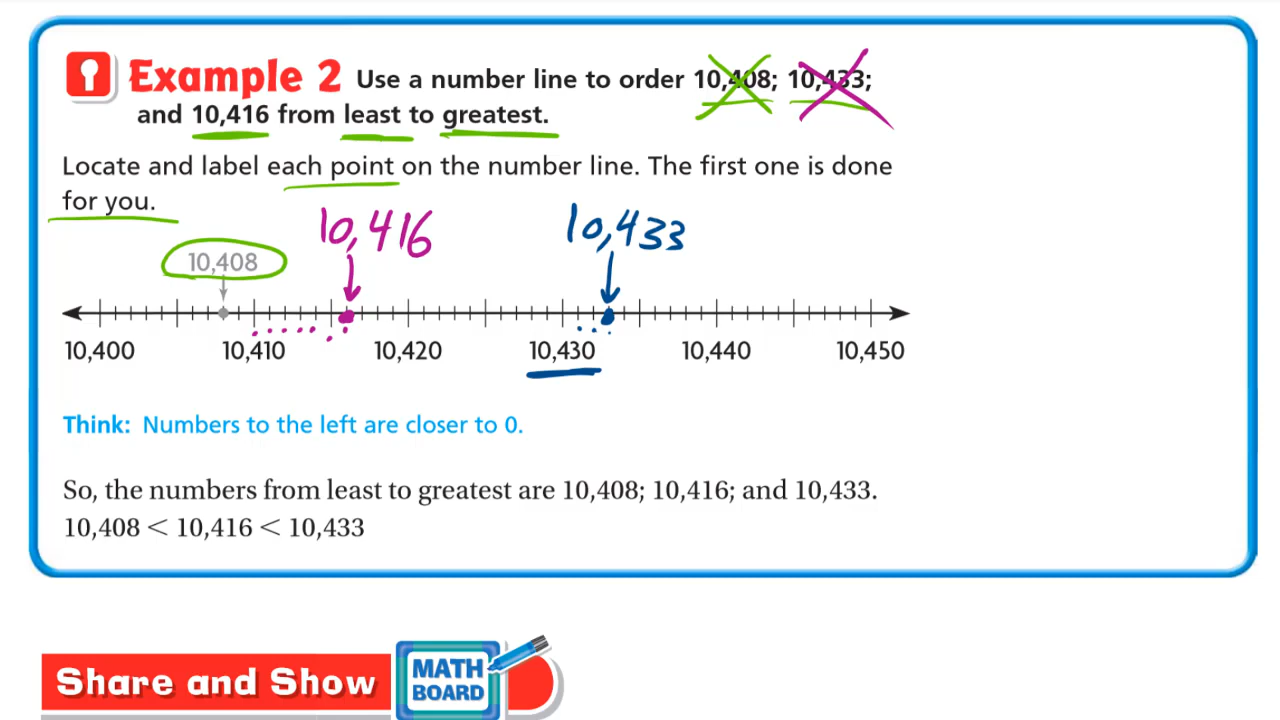 Example 2 Use a number line to order 10,408; 10,433;
and 10,416 from least to greatest.
Locate and label each point on the number line. The first one is done
for you.
10,416 10,433
10,408
10,400 10,410 10,420 10,430 10,440 10,450
Think: Numbers to the left are closer to 0.
So, the numbers from least to greatest are 10,408; 10,416; and 10,433.
10,408 < 10,416 < 10,433
Share and Show MATH
BOARD